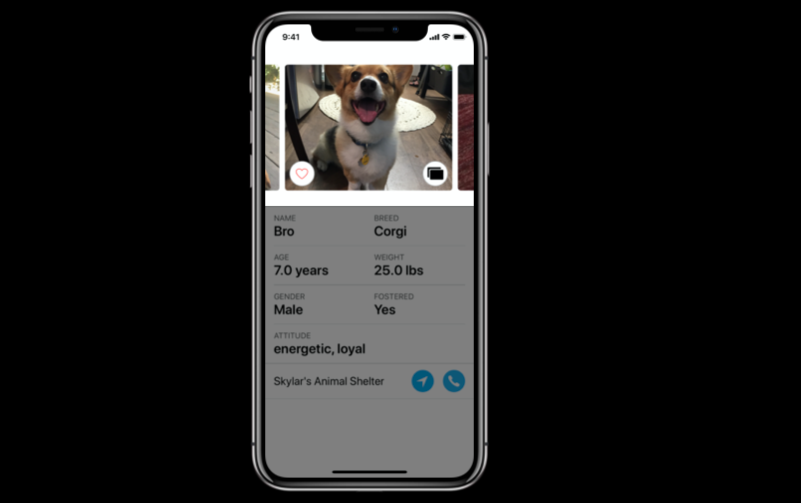 9:41
NAME BREED
Bro Corgi
AGE WEIGHT
7.0 years 25.0 lbs
GENDER FOSTERED
Male Yes
ATTITUDE
energetic, loyal
Skylar's Animal Shelter